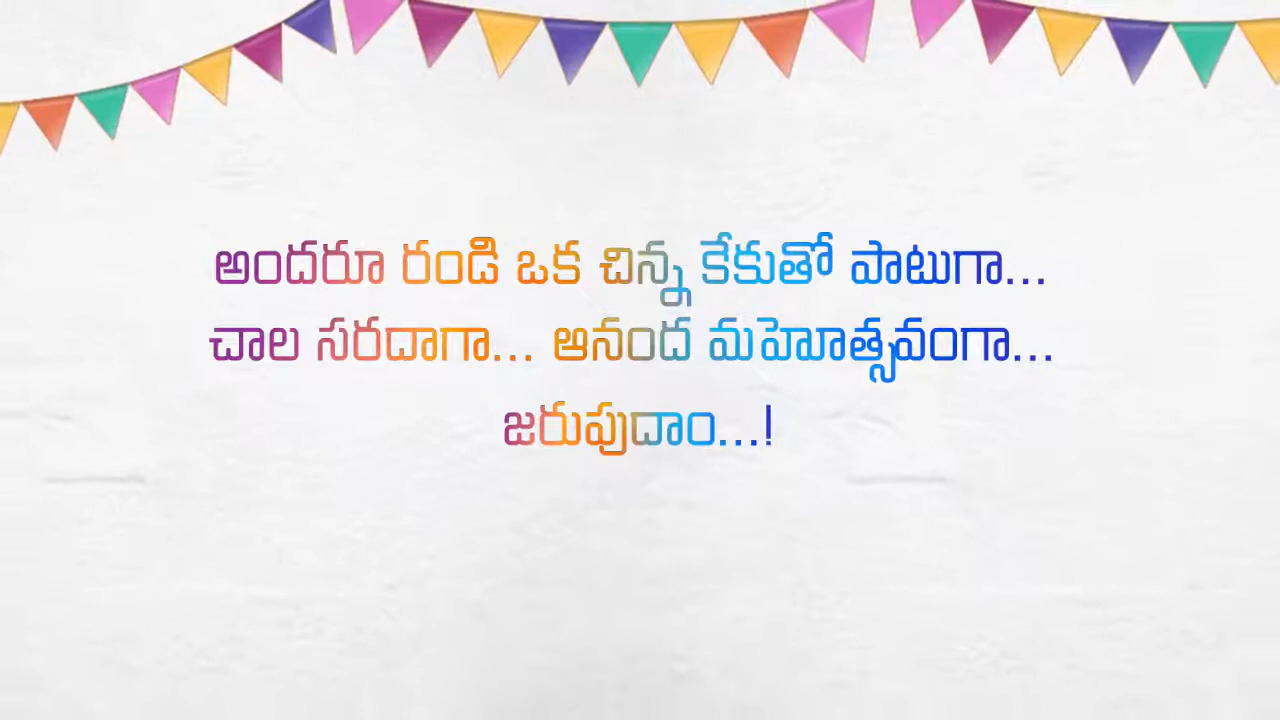 అందరూ రండి ఒక చిన్న కేకుతో పాటుగా...
చాల సరదాగా... ఆనంద మహెూత్సవంగా...
జరుపుదాం...!